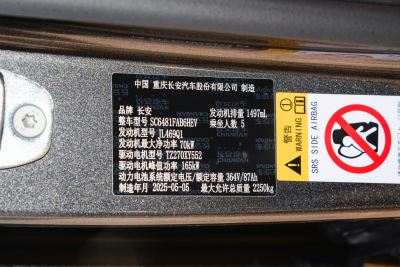 中国 重庆长安汽车股份有限公司 制造
品牌 长安 发动机排量 1497mL
整车型号 SC6481FAB6HEV 乘坐人数 5
发动机型号 JL469Q1
发动机最大净功率 70kW
驱动电机型号 TZ270XY552
驱动电机峰值功率 165kW
动力电池系统额定电压/额定容量 364V/87Ah
制造年月 2025-05-05 最大允许总质量 2250kg
警告
SRS SIDE AIRBAG